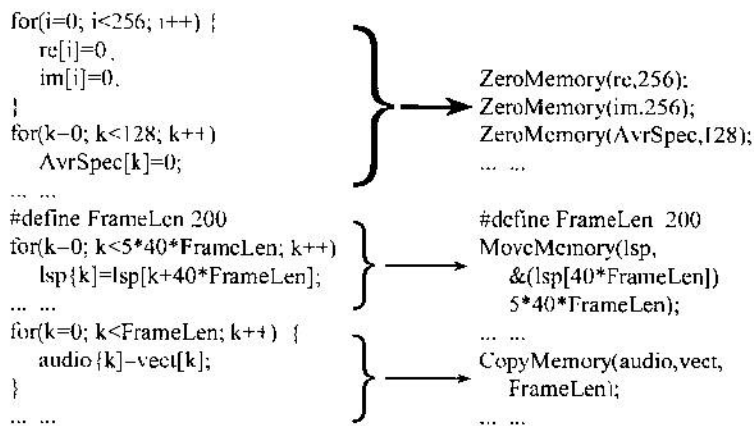 for(i=0; i<256; i++) {
re[i]=0,
im[i]=0,
}
for(k=0; k<128; k++)
AvrSpec[k]=0;
... ...
#define FrameLen 200
for(k=0; k<5*40*FrameLen; k++)
lsp[k]=lsp[k+40*FrameLen];
... ...
for(k=0; k<FrameLen; k++) {
audio[k]=vect[k];
}
... ...
ZeroMemory(re,256);
ZeroMemory(im,256);
ZeroMemory(AvrSpec,128);
... ...
#define FrameLen 200
MoveMemory(lsp,
&(lsp[40*FrameLen])
5*40*FrameLen);
... ...
CopyMemory(audio,vect,
FrameLen);
... ...